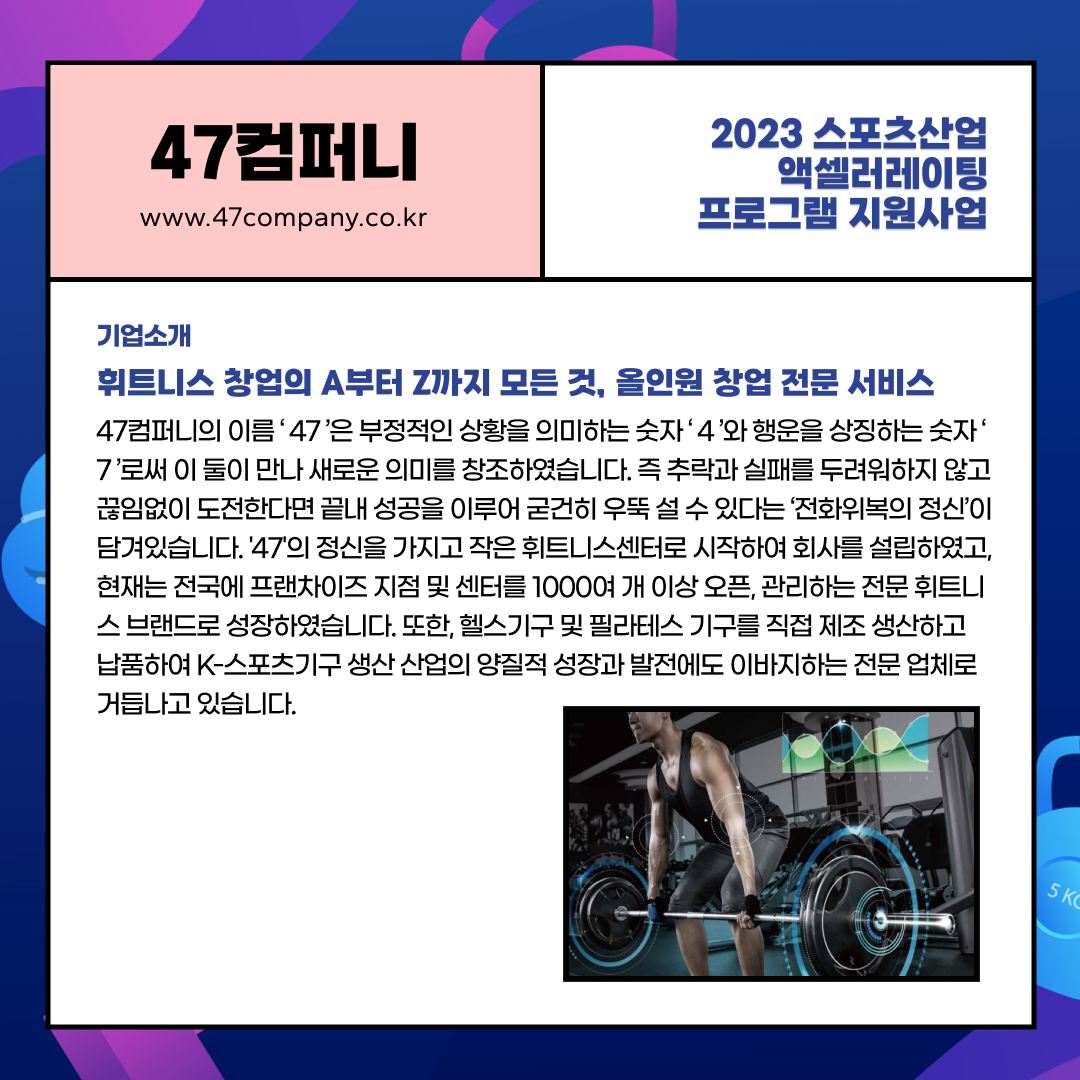 47컴퍼니
www.47company.co.kr
2023 스포츠산업
액셀러레이팅
프로그램 지원사업
기업소개
휘트니스 창업의 A부터 Z까지 모든 것, 올인원 창업 전문 서비스
47컴퍼니의 이름 ‘ 47 ’은 부정적인 상황을 의미하는 숫자 ‘ 4 ’와 행운을 상징하는 숫자 ‘
7 ’로써 이 둘이 만나 새로운 의미를 창조하였습니다. 즉 추락과 실패를 두려워하지 않고
끊임없이 도전한다면 끝내 성공을 이루어 굳건히 우뚝 설 수 있다는 ‘전화위복의 정신’이
담겨있습니다. '47'의 정신을 가지고 작은 휘트니스센터로 시작하여 회사를 설립하였고,
현재는 전국에 프랜차이즈 지점 및 센터를 1000여 개 이상 오픈, 관리하는 전문 휘트니
스 브랜드로 성장하였습니다. 또한, 헬스기구 및 필라테스 기구를 직접 제조 생산하고
납품하여 K-스포츠기구 생산 산업의 양질적 성장과 발전에도 이바지하는 전문 업체로
거듭나고 있습니다.
5 KG